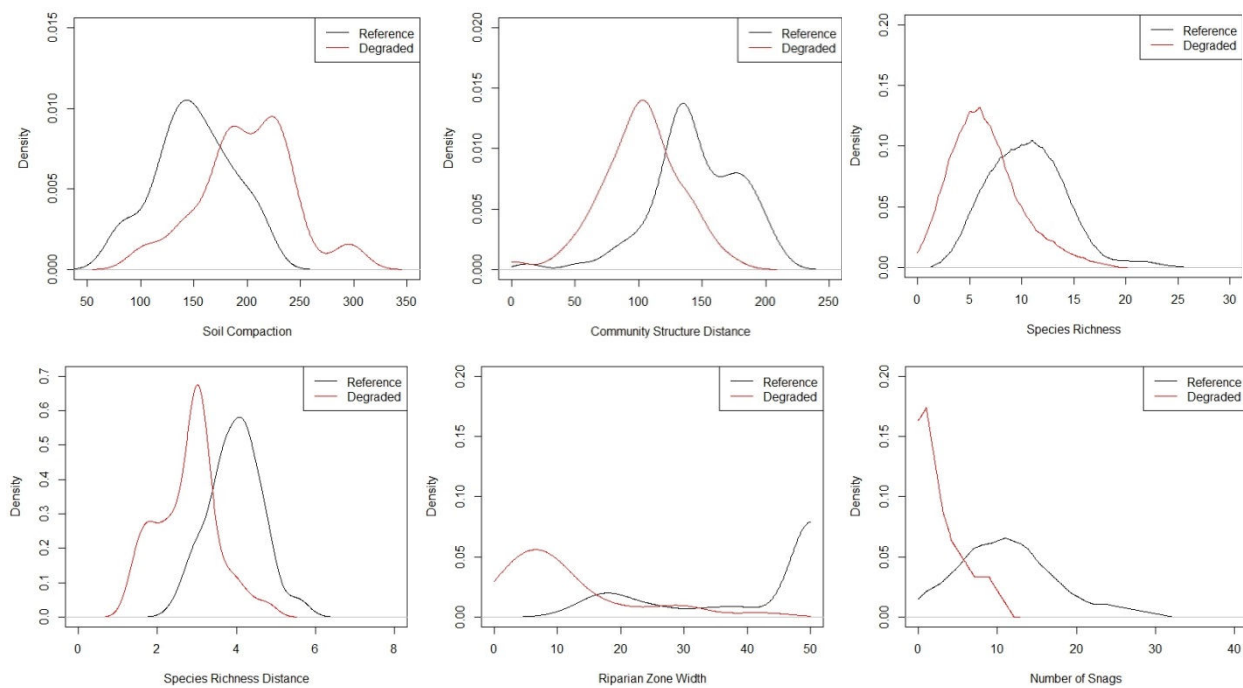 Reference
Degraded
Density
0.000
0.005
0.010
0.015
50
100
150
200
250
300
350
Soil Compaction
Reference
Degraded
Density
0.000
0.005
0.010
0.015
0.020
0
50
100
150
200
250
Community Structure Distance
Reference
Degraded
Density
0.00
0.05
0.10
0.15
0.20
0
5
10
15
20
25
30
Species Richness
Reference
Degraded
Density
0.0
0.1
0.2
0.3
0.4
0.5
0.6
0.7
0
2
4
6
8
Species Richness Distance
Reference
Degraded
Density
0.00
0.05
0.10
0.15
0.20
0
10
20
30
40
50
Riparian Zone Width
Reference
Degraded
Density
0.00
0.05
0.10
0.15
0.20
0
10
20
30
40
Number of Snags